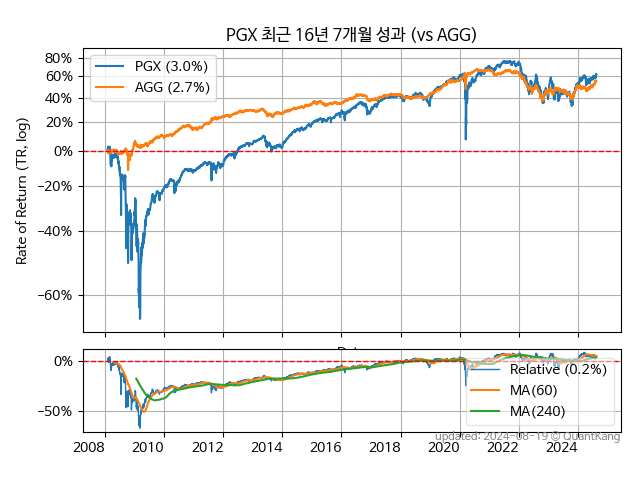 PGX 최근 16년 7개월 성과 (vs AGG)
80%
60%
40%
20%
0%
−20%
−40%
−60%
Rate of Return (TR, log)
PGX (3.0%)
AGG (2.7%)
0%
−50%
Relative (0.2%)
MA(60)
MA(240)
2008 2010 2012 2014 2016 2018 2020 2022 2024
updated: 2024-08-19 © QuantKang